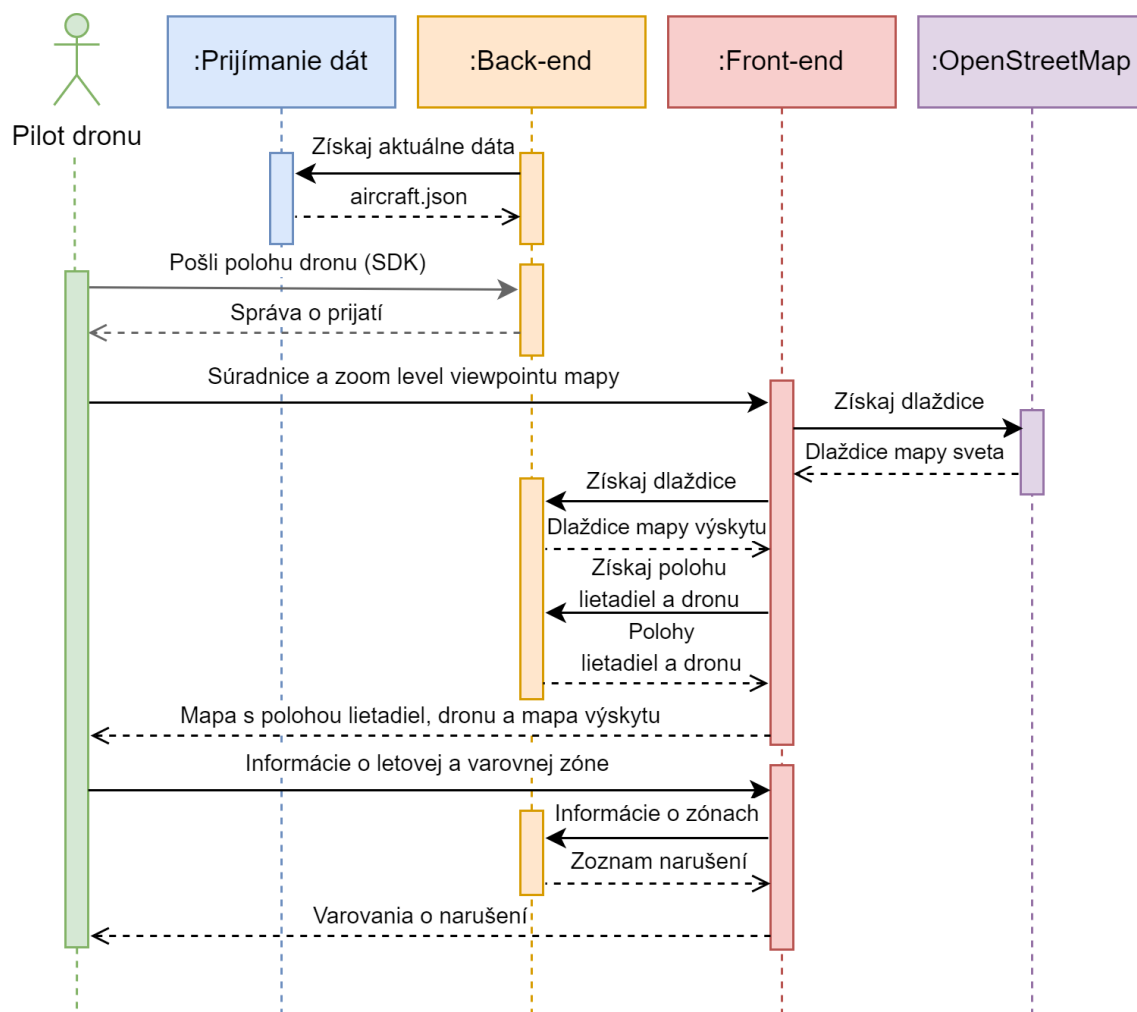 :Prijímanie dát
:Back-end
:Front-end
:OpenStreetMap
Pilot dronu
Získaj aktuálne dáta
aircraft.json
Pošli polohu dronu (SDK)
Správa o prijatí
Súradnice a zoom level viewpointu mapy
Získaj dlaždice
Dlaždice mapy sveta
Získaj dlaždice
Dlaždice mapy výskytu
Získaj polohu
lietadiel a dronu
Polohy
lietadiel a dronu
Mapa s polohou lietadiel, dronu a mapa výskytu
Informácie o letovej a varovnej zóne
Informácie o zónach
Zoznam narušení
Varovania o narušení